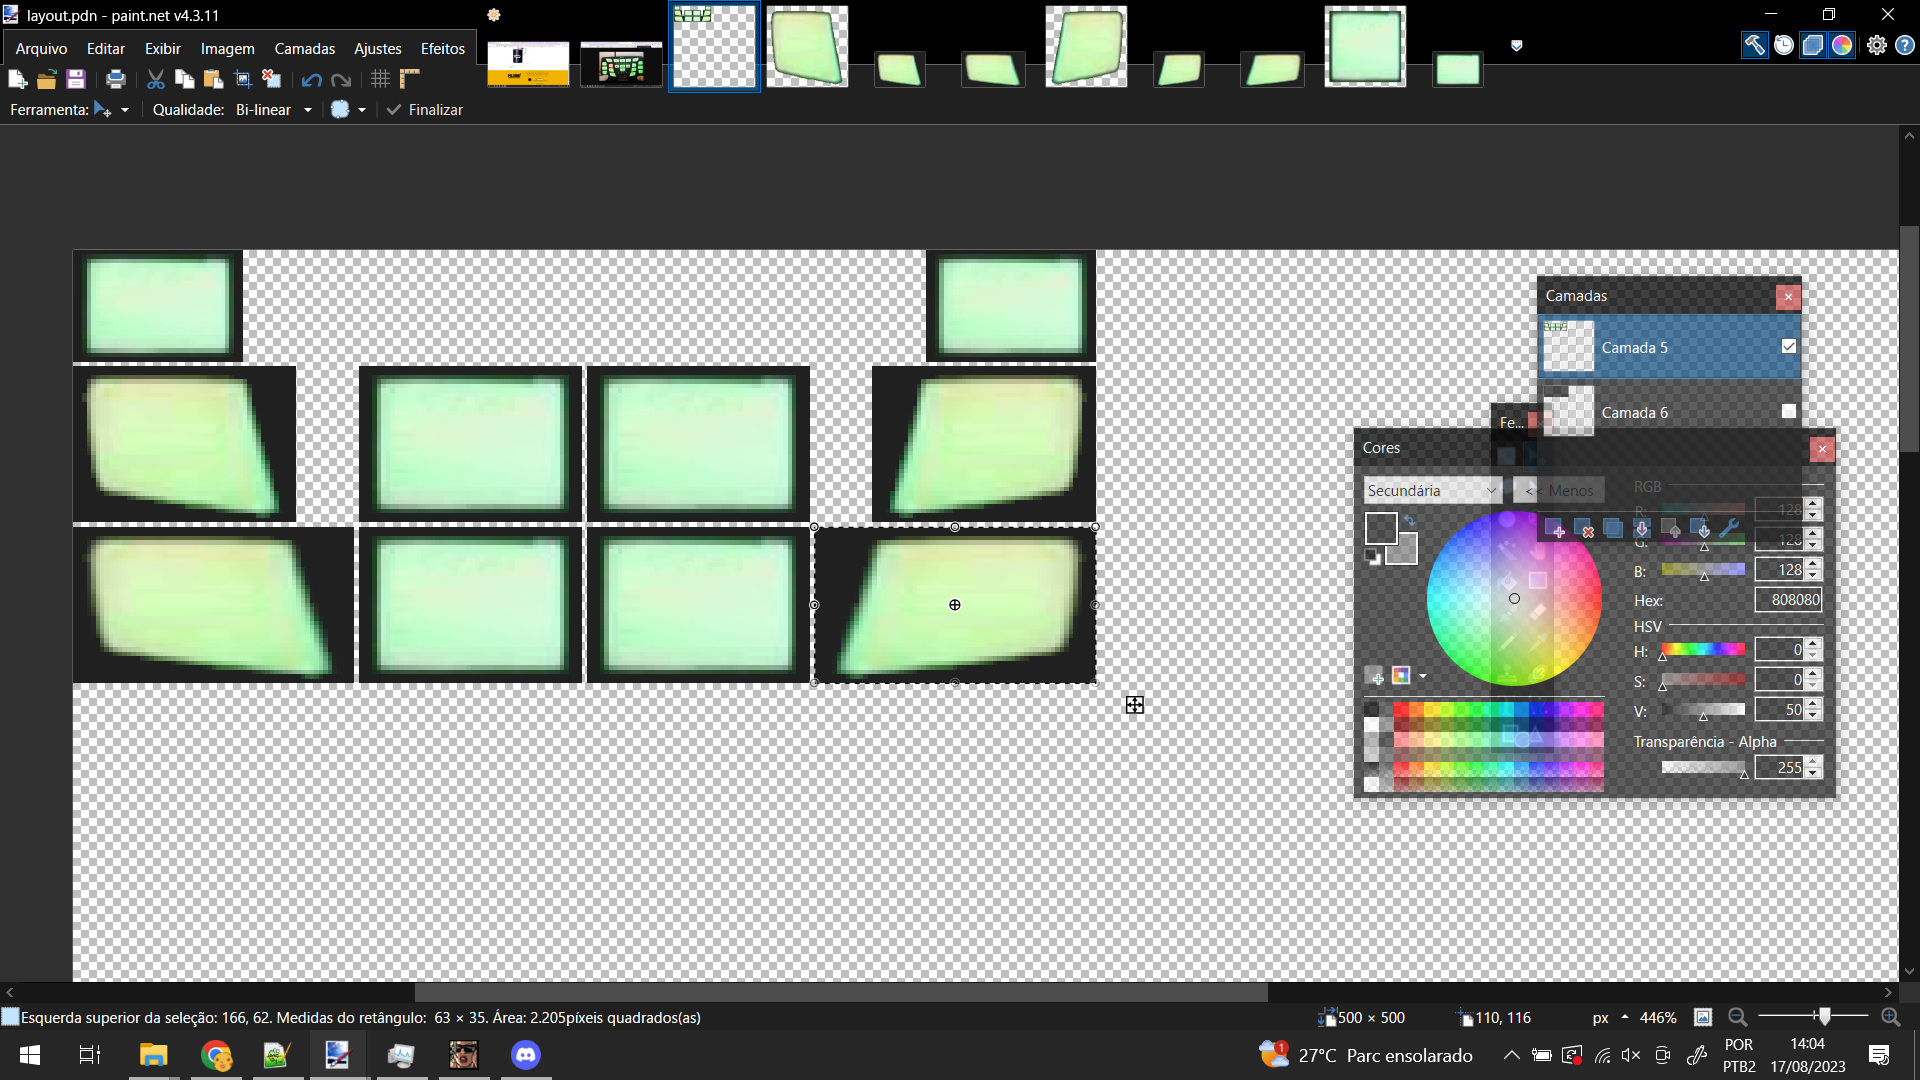 layout.pdn - paint.net v4.3.11
Arquivo Editar Exibir Imagem Camadas Ajustes Efeitos
Ferramenta: Qualidade: Bi-linear Finalizar
Camadas
Camada 5
Camada 6
Fe...
Cores
Secundária << Menos
RGB
R: 128
G: 128
B: 128
Hex: 808080
HSV
H: 0
S: 0
V: 50
Transparência - Alpha
255
Esquerda superior da seleção: 166, 62. Medidas do retângulo: 63 × 35. Área: 2.205píxeis quadrados(as)
500 × 500 110, 116 px 446%
1 27°C Parc ensolarado
POR
PTB2
14:04
17/08/2023